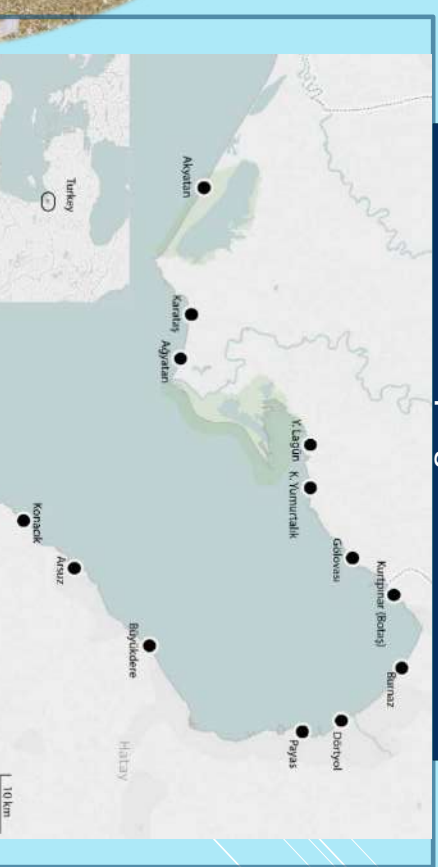 Akyatan
Karataş
Ağyatan
Y. Lagün
K. Yumurtalık
Gölovası
Kurtpınar (Botaş)
Burnaz
Dörtyol
Payas
Büyükdere
Arsuz
Konacık
Hatay
Turkey
10 km